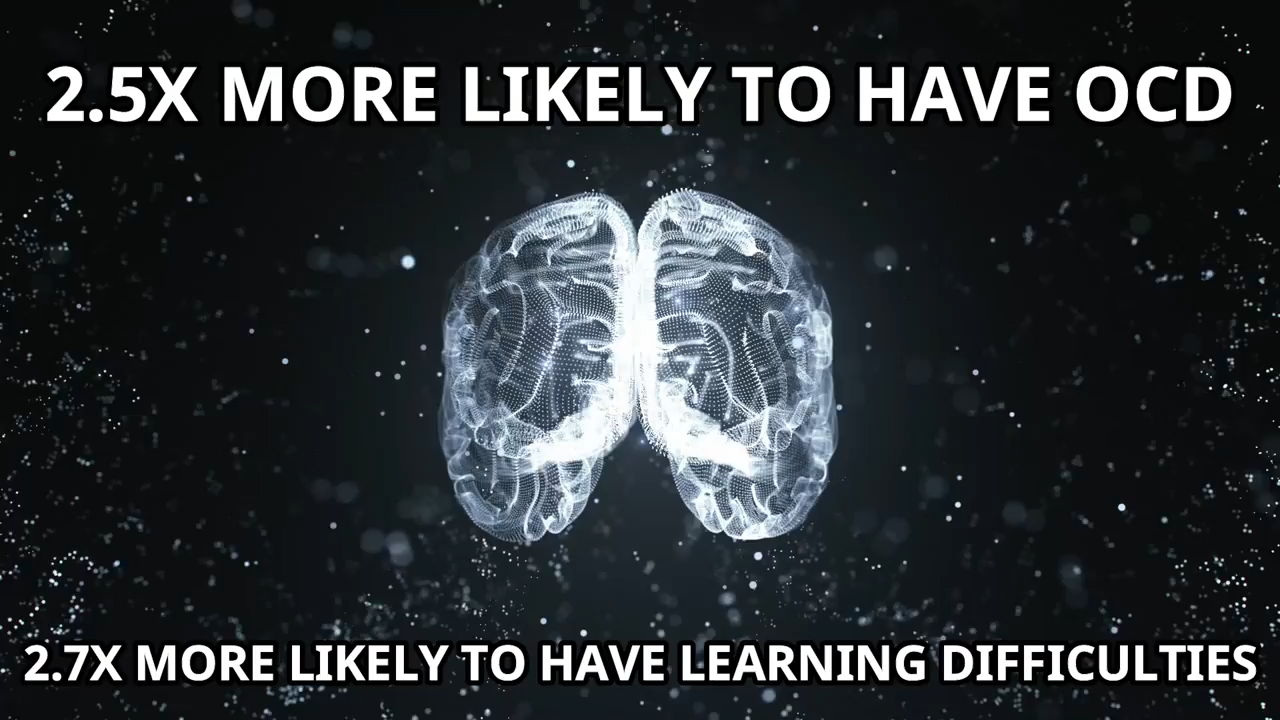 2.5X MORE LIKELY TO HAVE OCD
2.7X MORE LIKELY TO HAVE LEARNING DIFFICULTIES